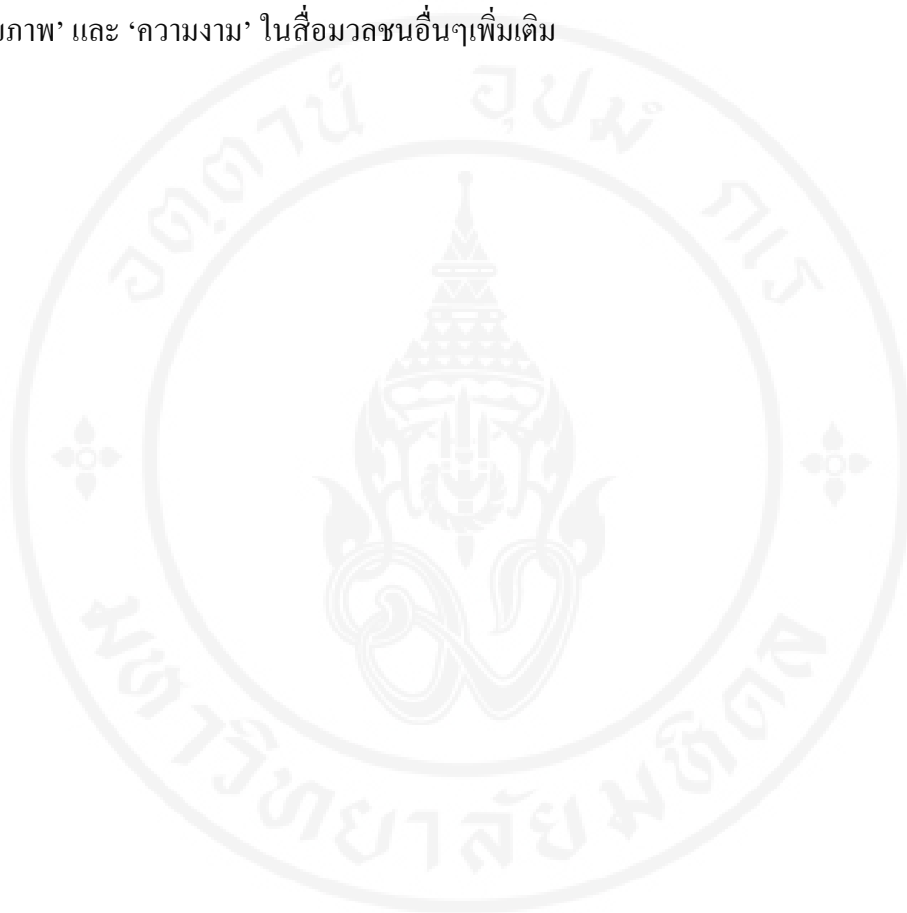 ภาพ’ และ ‘ความงาม’ ในสื่อมวลชนอื่นๆเพิ่มเติม
อตฺตานํ อุปมํ กเร
มหาวิทยาลัยมหิดล